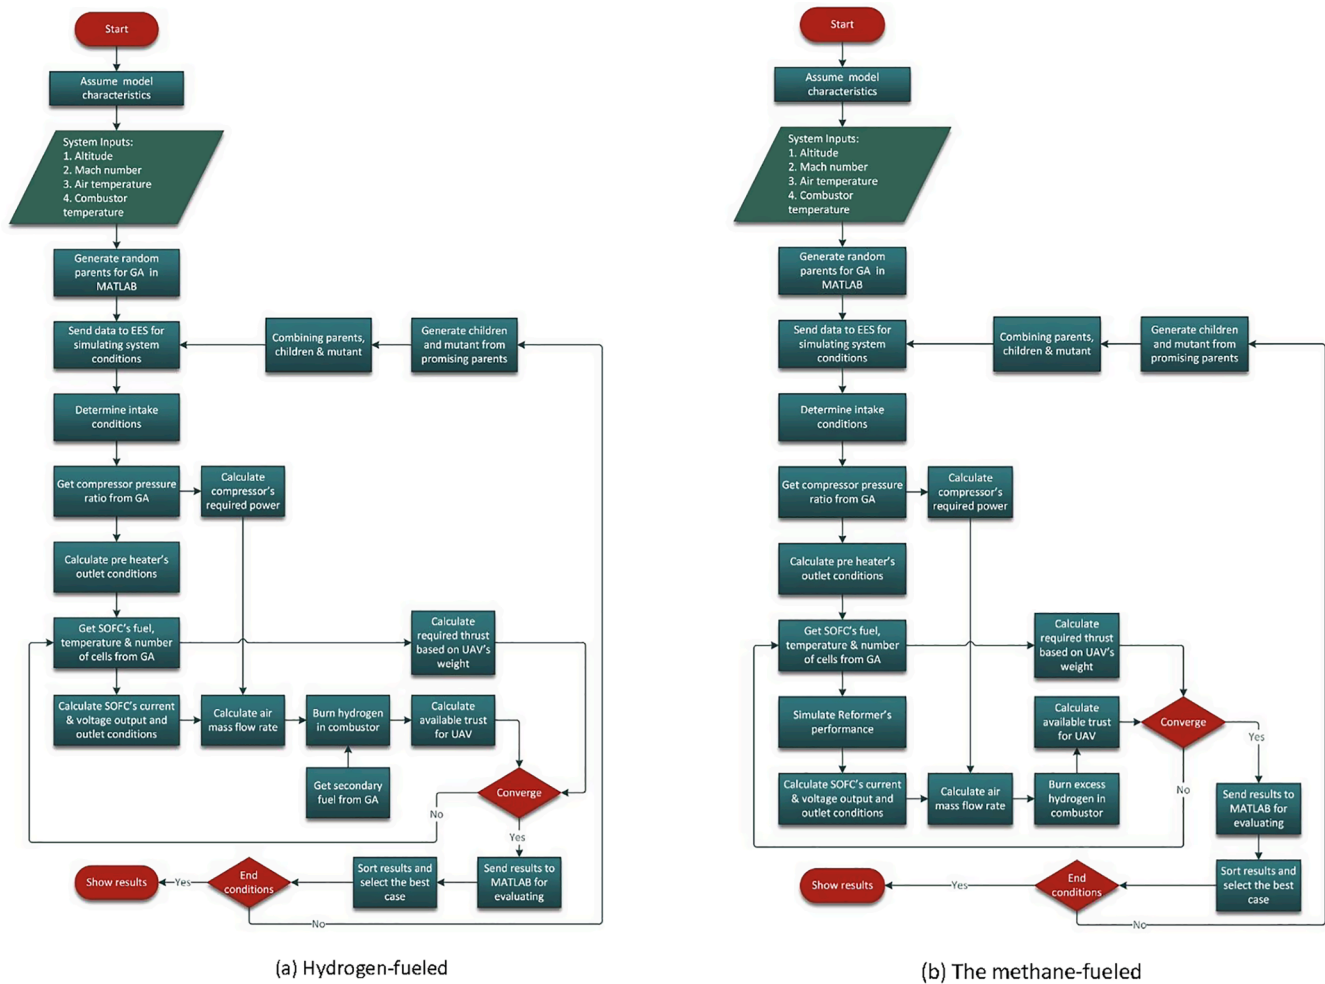 Start
Assume model
characteristics
System Inputs:
1. Altitude
2. Mach number
3. Air temperature
4. Combustor
temperature
Generate random
parents for GA in
MATLAB
Send data to EES for
simulating system
conditions
Combining parents,
children & mutant
Generate children
and mutant from
promising parents
Determine intake
conditions
Get compressor pressure
ratio from GA
Calculate
compressor's
required power
Calculate pre heater's
outlet conditions
Get SOFC's fuel,
temperature & number
of cells from GA
Calculate
required thrust
based on UAV's
weight
Calculate SOFC's current
& voltage output and
outlet conditions
Calculate air
mass flow rate
Burn hydrogen
in combustor
Calculate
available trust
for UAV
Get secondary
fuel from GA
Converge
No
Yes
Show results
Yes
End
conditions
Sort results and
select the best
case
Send results to
MATLAB for
evaluating
No
(a) Hydrogen-fueled
Start
Assume model
characteristics
System Inputs:
1. Altitude
2. Mach number
3. Air temperature
4. Combustor
temperature
Generate random
parents for GA in
MATLAB
Send data to EES for
simulating system
conditions
Combining parents,
children & mutant
Generate children
and mutant from
promising parents
Determine intake
conditions
Get compressor pressure
ratio from GA
Calculate
compressor's
required power
Calculate pre heater's
outlet conditions
Get SOFC's fuel,
temperature & number
of cells from GA
Calculate
required thrust
based on UAV's
weight
Simulate Reformer's
performance
Calculate
available trust
for UAV
Converge
Yes
No
Calculate SOFC's current
& voltage output and
outlet conditions
Calculate air
mass flow rate
Burn excess
hydrogen in
combustor
Send results to
MATLAB for
evaluating
Show results
Yes
End
conditions
Sort results and
select the best
case
No
(b) The methane-fueled